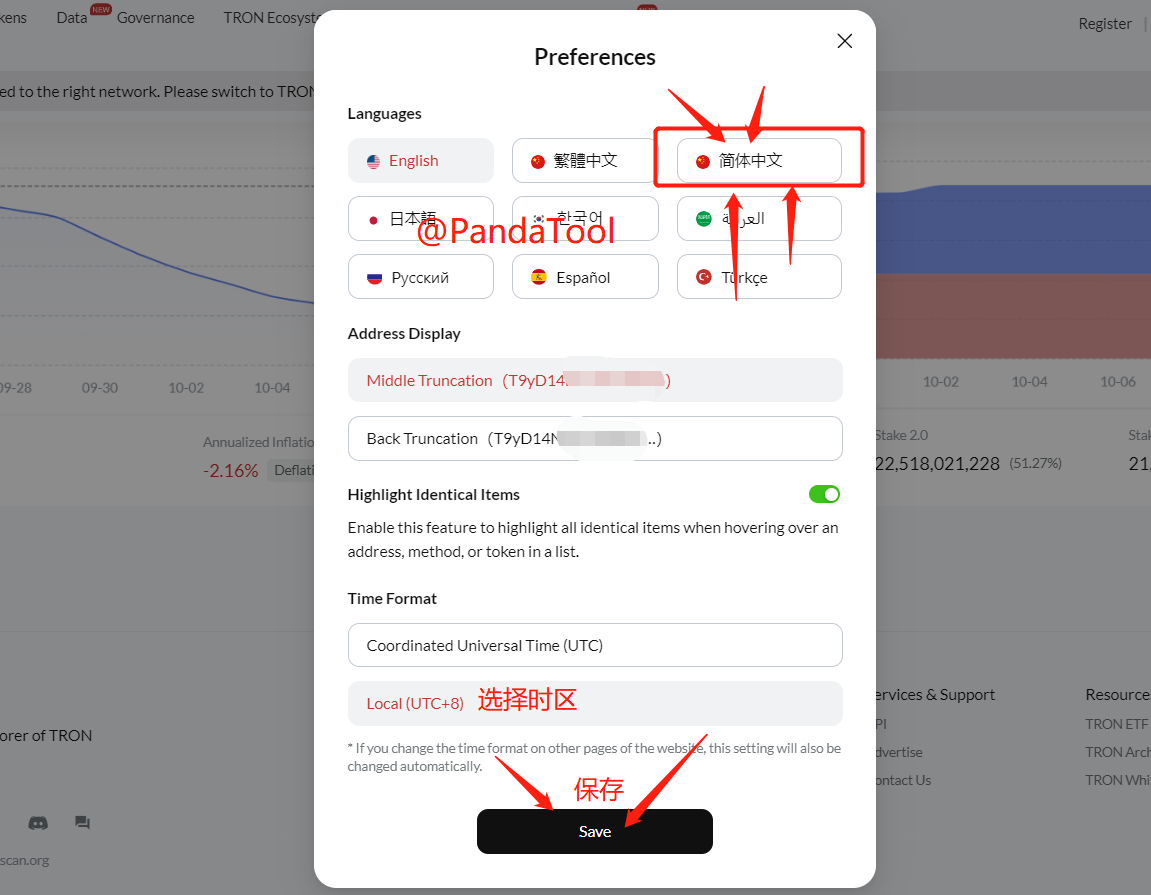 kens Data NEW Governance TRON Ecosyste
Register
Preferences
ed to the right network. Please switch to TRON
Languages
English 繁體中文 简体中文
日本語 한국어 العربية
@PandaTool
Русский Español Türkçe
Address Display
Middle Truncation (T9yD14 )
09-28 09-30 10-02 10-04
10-02 10-04 10-06
Back Truncation (T9yD14N ..)
Annualized Inflatio
Stake 2.0
Stak
-2.16% Deflati
22,518,021,228 (51.27%)
21,
Highlight Identical Items
Enable this feature to highlight all identical items when hovering over an
address, method, or token in a list.
Time Format
Coordinated Universal Time (UTC)
Local (UTC+8) 选择时区
ervices & Support
Resource
PI
TRON ETF
orer of TRON
* If you change the time format on other pages of the website, this setting will also be
changed automatically.
dvertise
TRON Arch
ontact Us
TRON Whi
保存
Save
scan.org